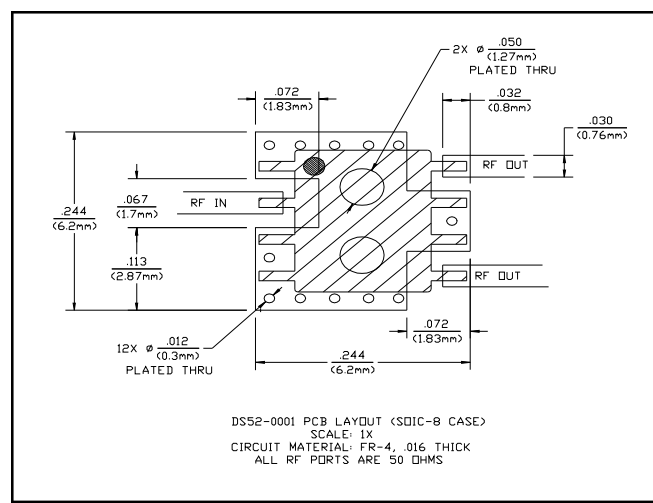 2X ø .050
(1.27mm)
PLATED THRU
.072
(1.83mm)
.032
(0.8mm)
.030
(0.76mm)
RF OUT
RF IN
.067
(1.7mm)
.244
(6.2mm)
.113
(2.87mm)
RF OUT
12X ø .012
(0.3mm)
PLATED THRU
.072
(1.83mm)
.244
(6.2mm)
DS52-0001 PCB LAYOUT (SOIC-8 CASE)
SCALE: 1X
CIRCUIT MATERIAL: FR-4, .016 THICK
ALL RF PORTS ARE 50 OHMS